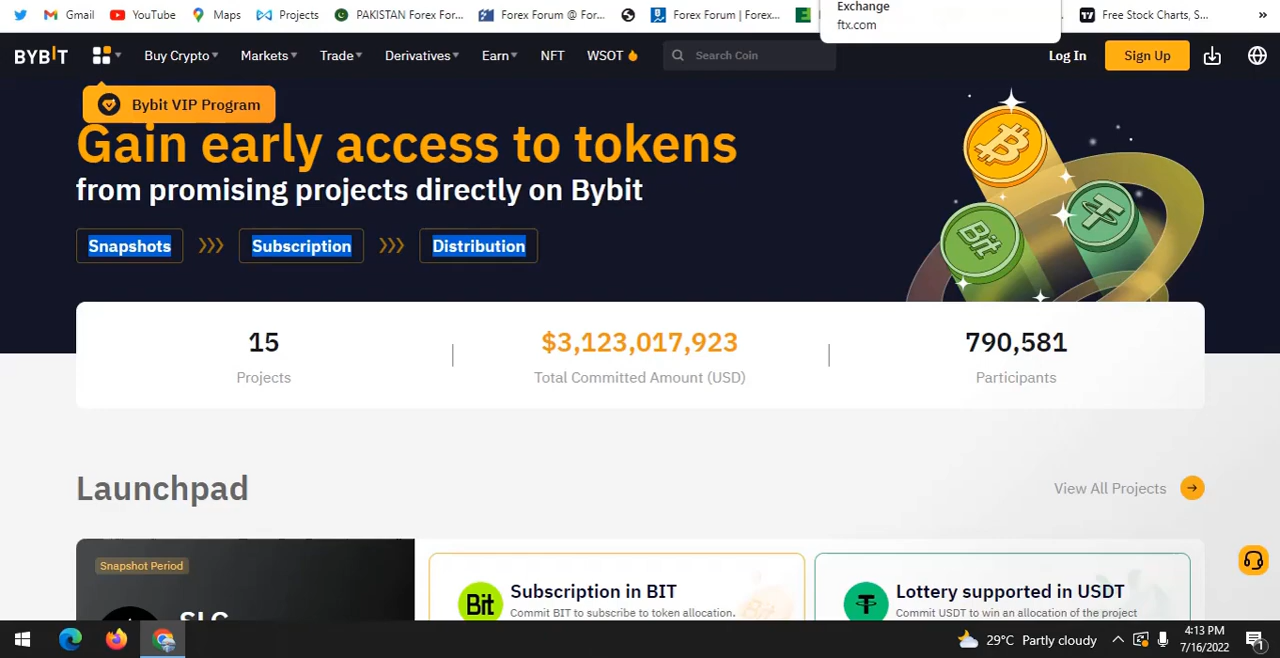 Exchange
ftx.com
Gmail
YouTube
Maps
Projects
PAKISTAN Forex For...
Forex Forum @ For...
Forex Forum | Forex...
Free Stock Charts, S...
»
BYBIT
Buy Crypto
Markets
Trade
Derivatives
Earn
NFT
WSOT
Search Coin
Log In
Sign Up
Bybit VIP Program
Gain early access to tokens
from promising projects directly on Bybit
Snapshots
Subscription
Distribution
Bit
15
$3,123,017,923
790,581
Projects
Total Committed Amount (USD)
Participants
Launchpad
View All Projects
Snapshot Period
Bit
Subscription in BIT
Commit BIT to subscribe to token allocation.
Lottery supported in USDT
Commit USDT to win an allocation of the project
29°C Partly cloudy
4:13 PM
7/16/2022
1